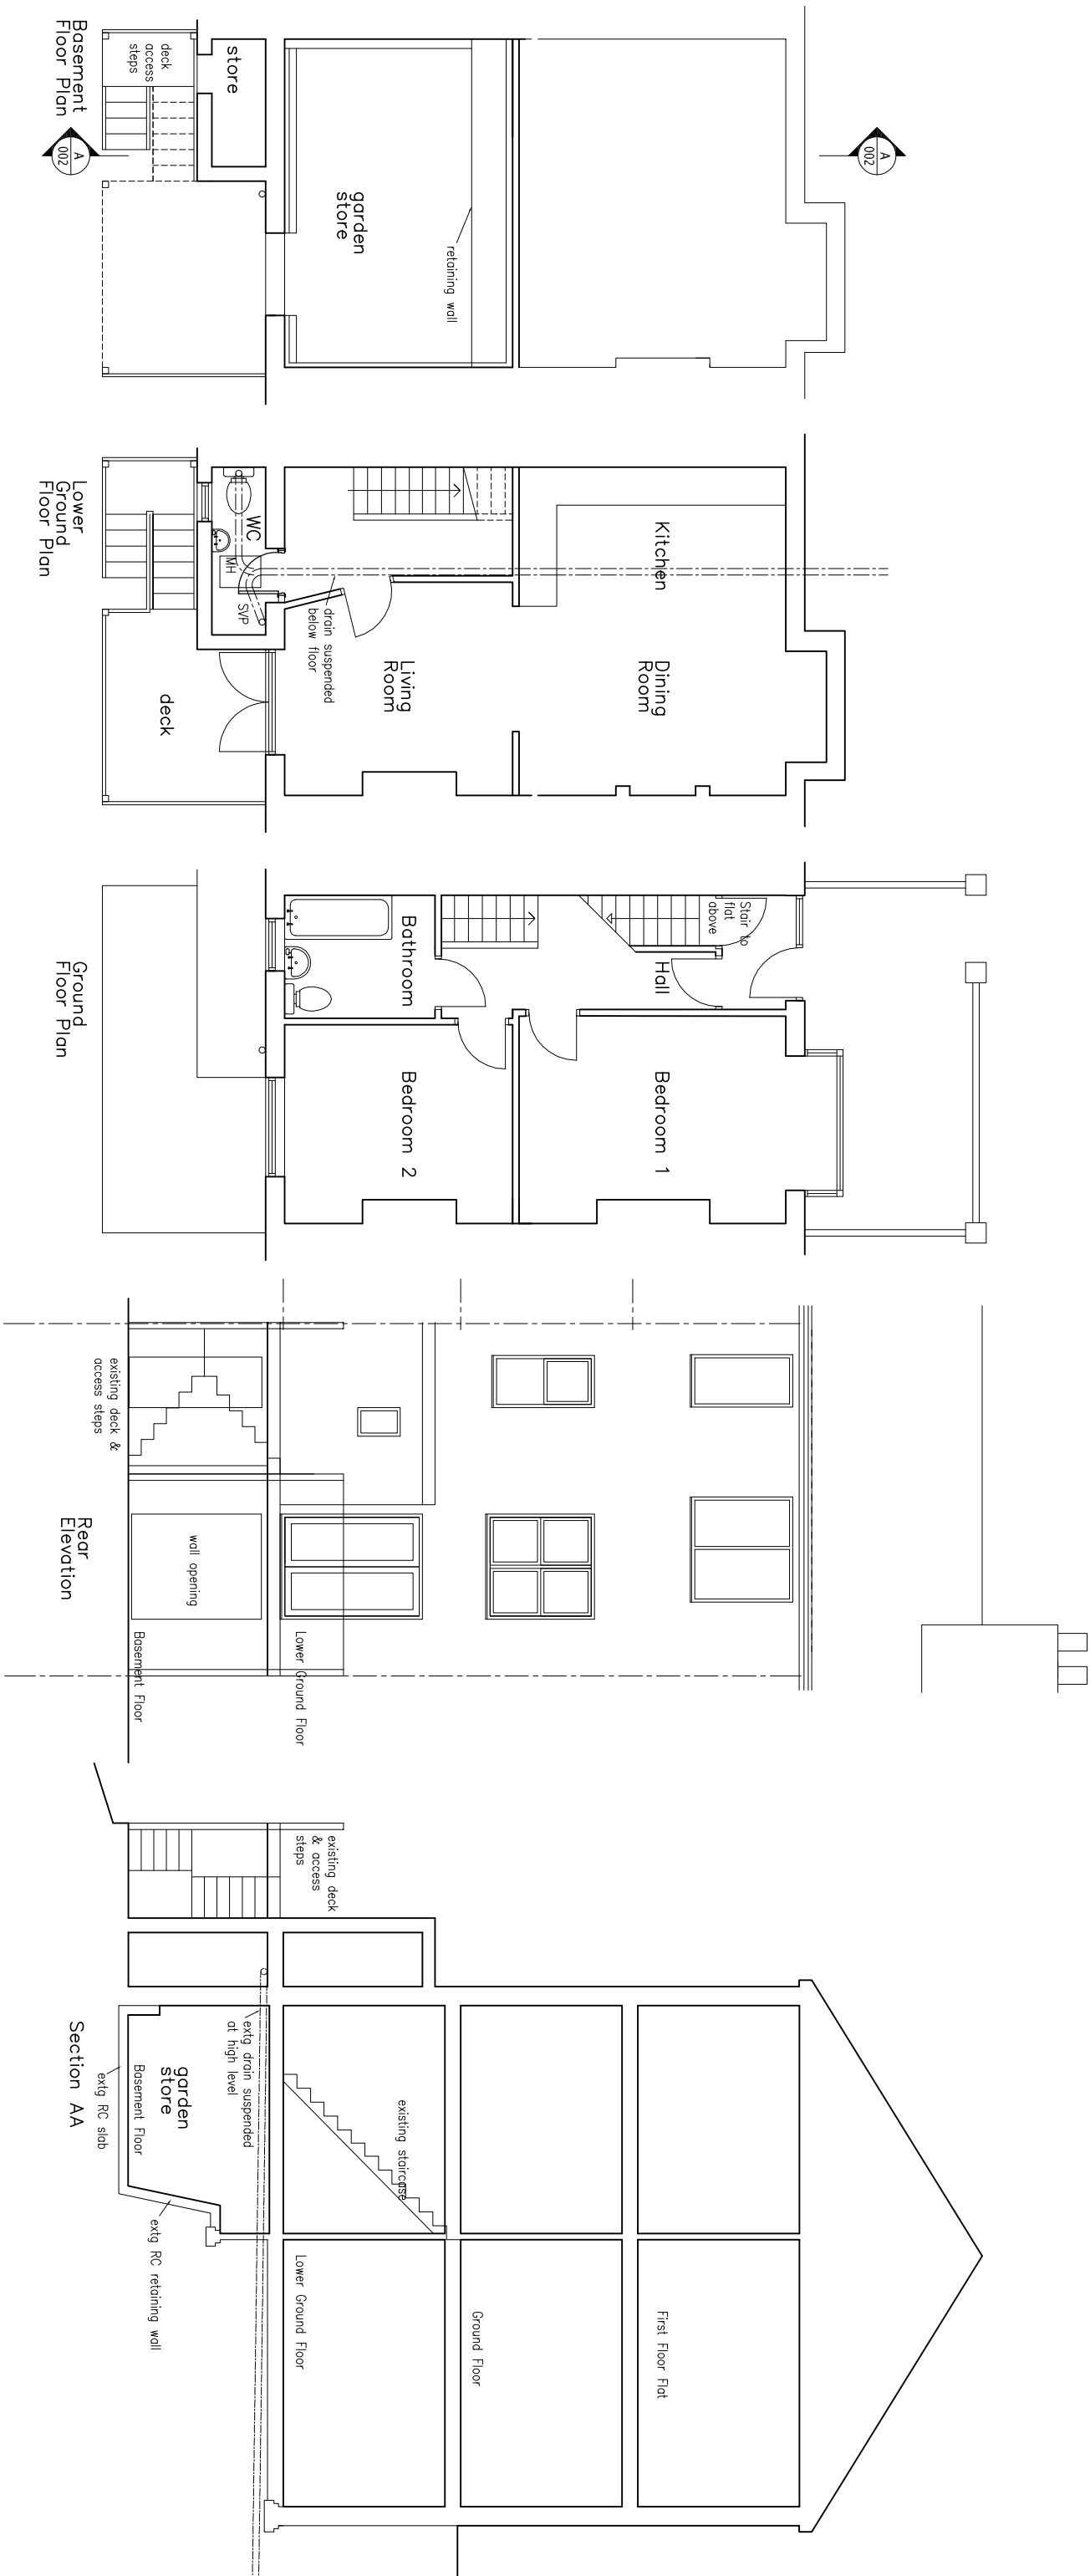 A
002
retaining wall
garden
store
store
deck
access
steps
A
002
Basement
Floor Plan
Kitchen
Dining
Room
Living
Room
drain suspended
below floor
WC
MH
SVP
deck
Lower
Ground
Floor Plan
Stair to
flat
above
Hall
Bedroom 1
Bathroom
Bedroom 2
Ground
Floor Plan
wall opening
Lower Ground Floor
Basement Floor
existing deck &
access steps
Rear
Elevation
First Floor Flat
Ground Floor
existing staircase
Lower Ground Floor
existing deck
& access
steps
extg drain suspended
at high level
garden
store
Basement Floor
extg RC retaining wall
extg RC slab
Section AA